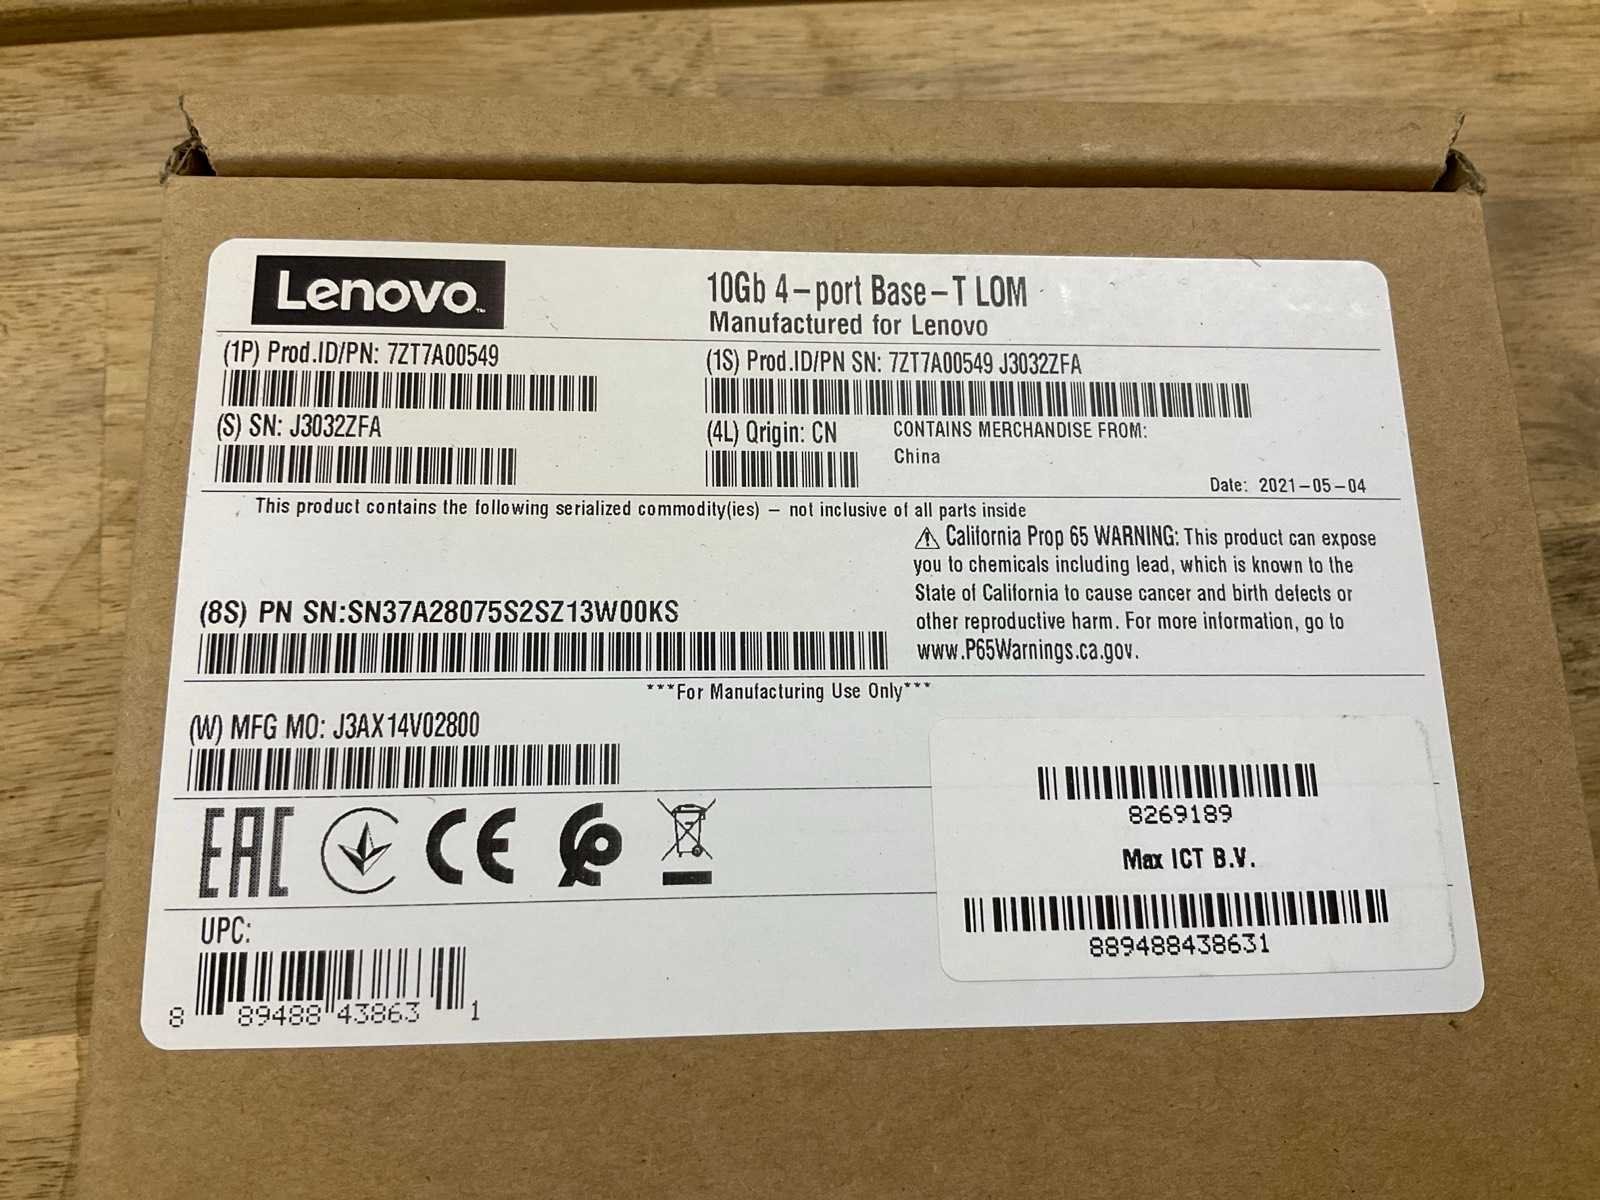 Lenovo™
10Gb 4-port Base-T LOM
Manufactured for Lenovo
(1P) Prod.ID/PN: 7ZT7A00549
(1S) Prod.ID/PN SN: 7ZT7A00549 J3032ZFA
(S) SN: J3032ZFA
(4L) Qrigin: CN
CONTAINS MERCHANDISE FROM:
China
Date: 2021-05-04
This product contains the following serialized commodity(ies) - not inclusive of all parts inside
⚠ California Prop 65 WARNING: This product can expose
you to chemicals including lead, which is known to the
State of California to cause cancer and birth defects or
other reproductive harm. For more information, go to
www.P65Warnings.ca.gov.
(8S) PN SN:SN37A28075S2SZ13W00KS
***For Manufacturing Use Only***
(W) MFG MO: J3AX14V02800
EAC CE
8269189
Max ICT B.V.
889488438631
UPC:
8 89488 43863 1